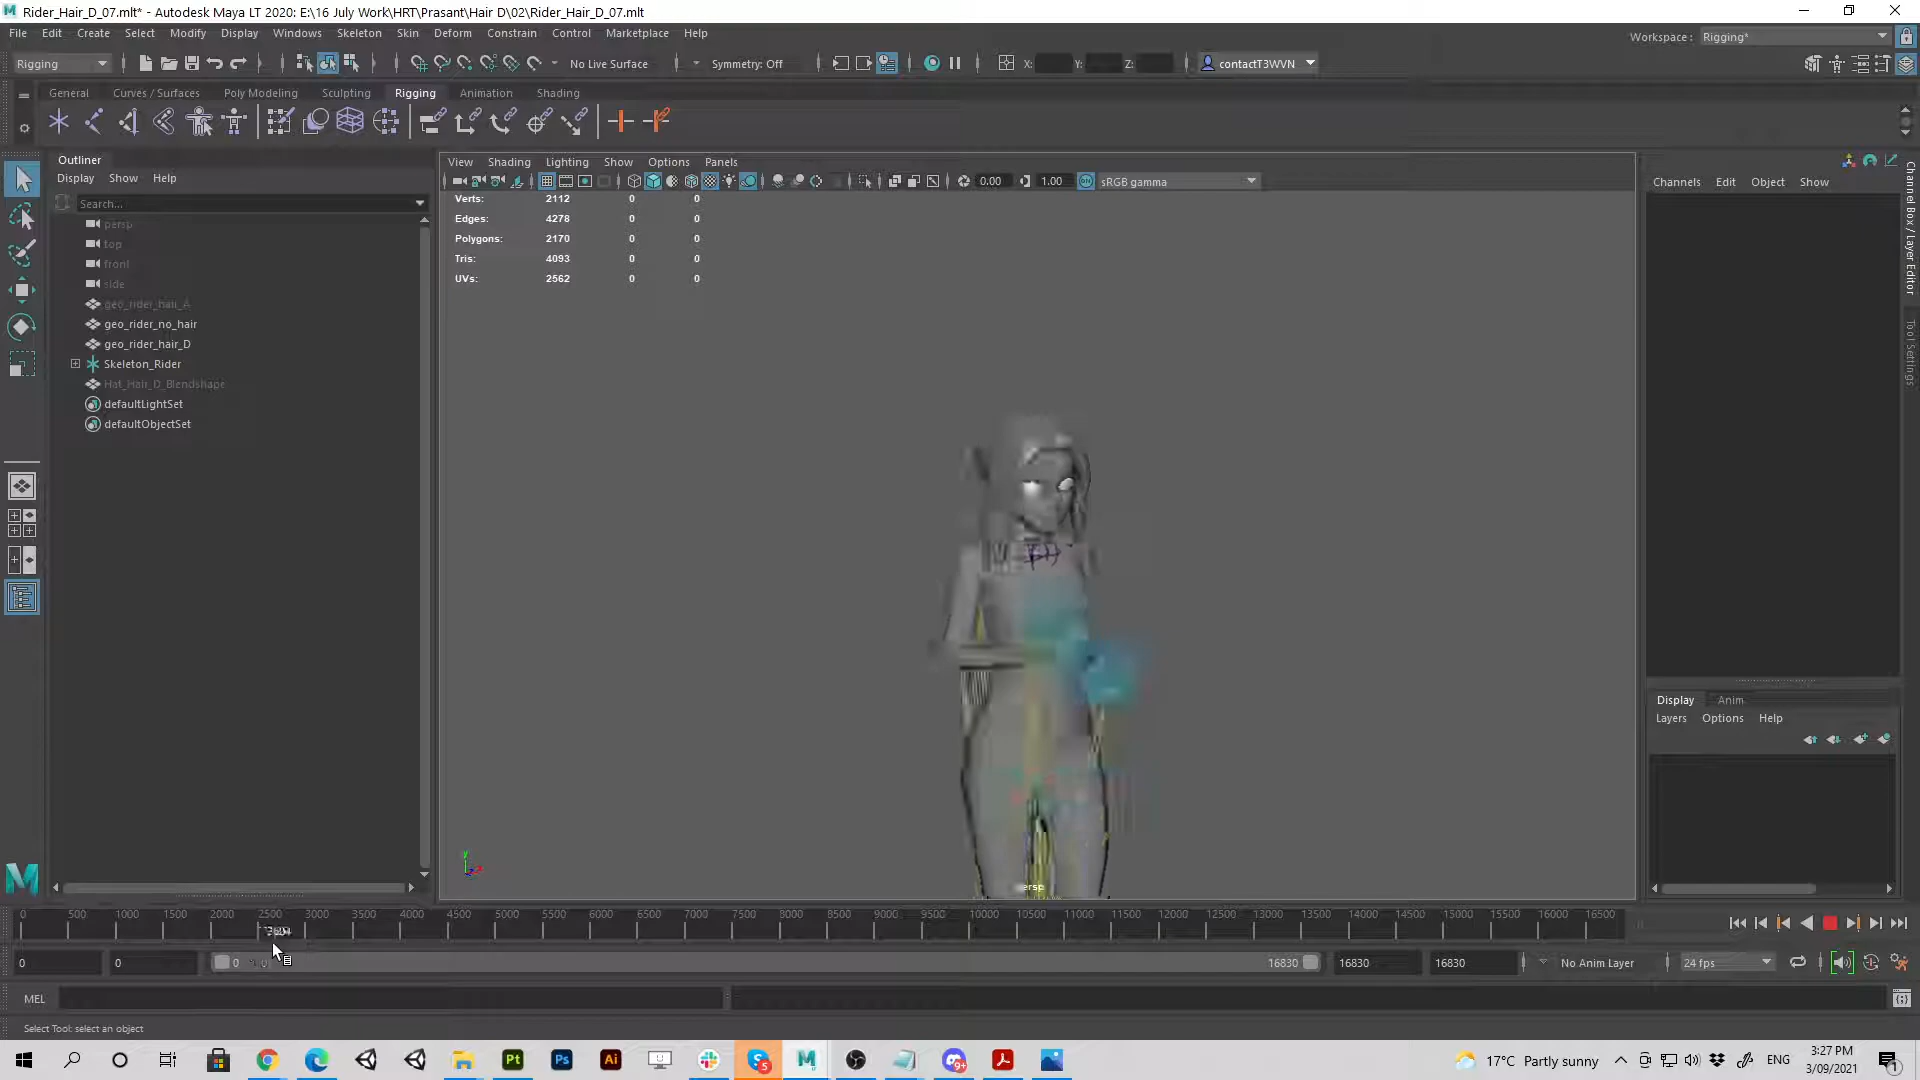 Rider_Hair_D_07.mlt* - Autodesk Maya LT 2020: E:\16 July Work\HRT\Prasant\Hair D\02\Rider_Hair_D_07.mlt
File Edit Create Select Modify Display Windows Skeleton Skin Deform Constrain Control Marketplace Help
Workspace : Rigging*
Rigging No Live Surface Symmetry: Off X: Y: Z: contactT3WVN
General Curves / Surfaces Poly Modeling Sculpting Rigging Animation Shading
Outliner
Display Show Help
Search...
persp
top
front
side
geo_rider_hair_A
geo_rider_no_hair
geo_rider_hair_D
Skeleton_Rider
Hat_Hair_D_Blendshape
defaultLightSet
defaultObjectSet
View Shading Lighting Show Options Panels
0.00 1.00 sRGB gamma
Verts: 2112 0 0
Edges: 4278 0 0
Polygons: 2170 0 0
Tris: 4093 0 0
UVs: 2562 0 0
persp
Channels Edit Object Show
Channel Box / Layer Editor
Tool Settings
Display Anim
Layers Options Help
0 500 1000 1500 2000 2500 3000 3500 4000 4500 5000 5500 6000 6500 7000 7500 8000 8500 9000 9500 10000 10500 11000 11500 12000 12500 13000 13500 14000 14500 15000 15500 16000 16500
0 0 0 16830 16830 16830 No Anim Layer 24 fps
MEL
Select Tool: select an object
Pt Ps Ai S 5 M 9+
17°C Partly sunny ENG 3:27 PM
3/09/2021 1